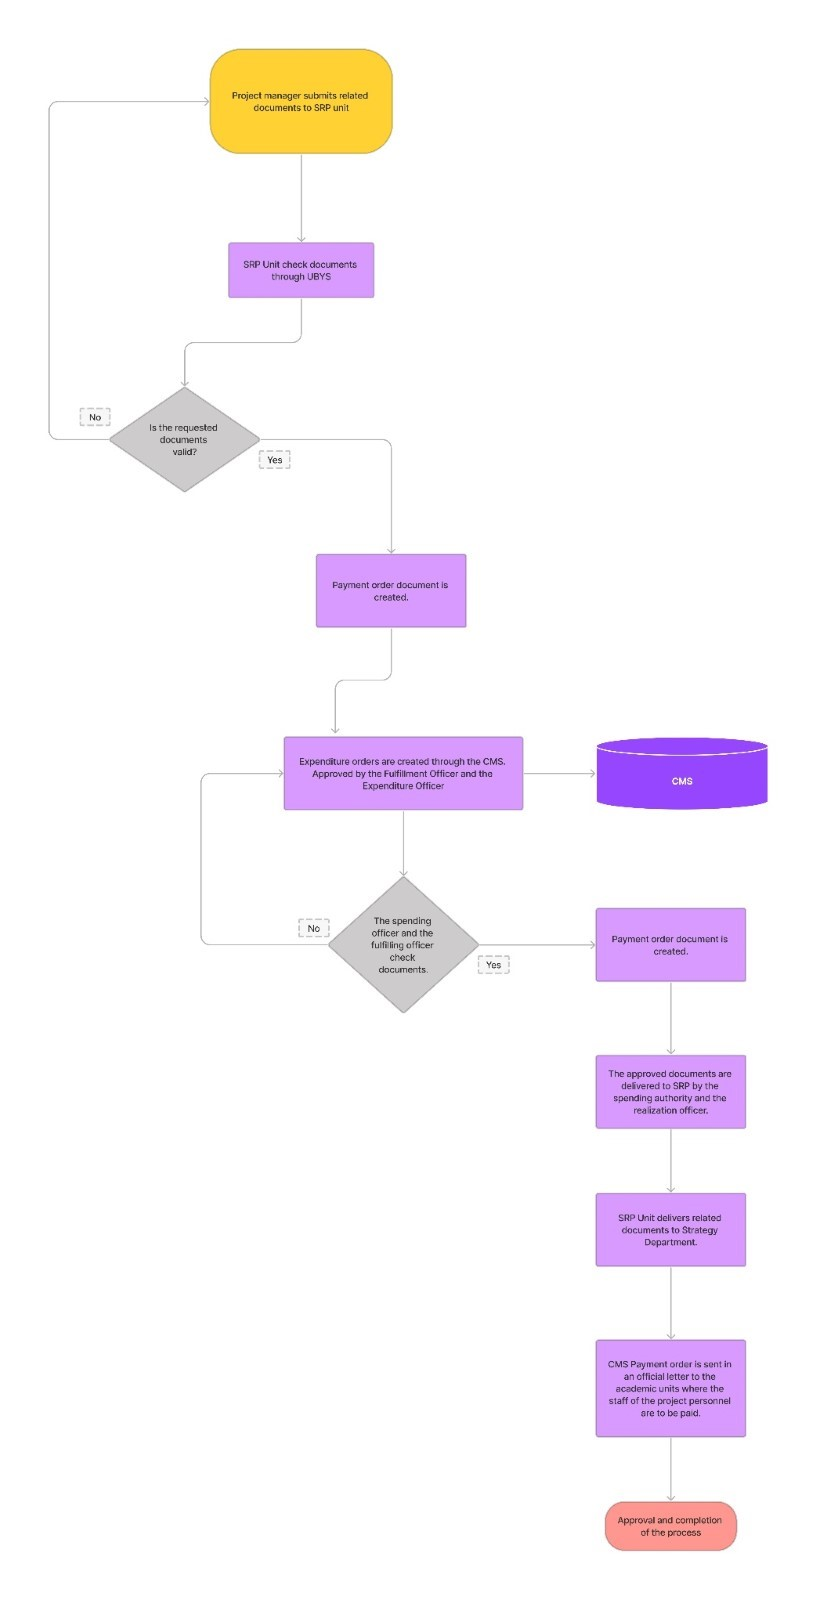 Project manager submits related
documents to SRP unit
SRP Unit check documents
through UBYS
No
Is the requested
documents
valid?
Yes
Payment order document is
created.
Expenditure orders are created through the CMS.
Approved by the Fulfillment Officer and the
Expenditure Officer
CMS
No
The spending
officer and the
fulfilling officer
check
documents.
Yes
Payment order document is
created.
The approved documents are
delivered to SRP by the
spending authority and the
realization officer.
SRP Unit delivers related
documents to Strategy
Department.
CMS Payment order is sent in
an official letter to the
academic units where the
staff of the project personnel
are to be paid.
Approval and completion
of the process